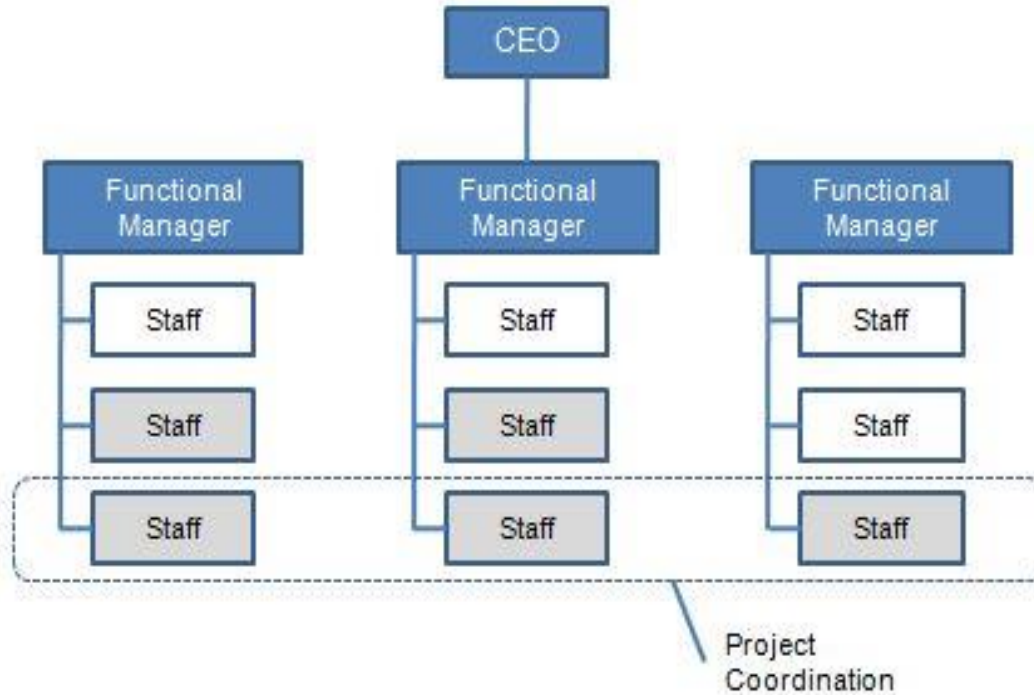 CEO
Functional
Manager
Functional
Manager
Functional
Manager
Staff
Staff
Staff
Staff
Staff
Staff
Staff
Staff
Staff
Project
Coordination